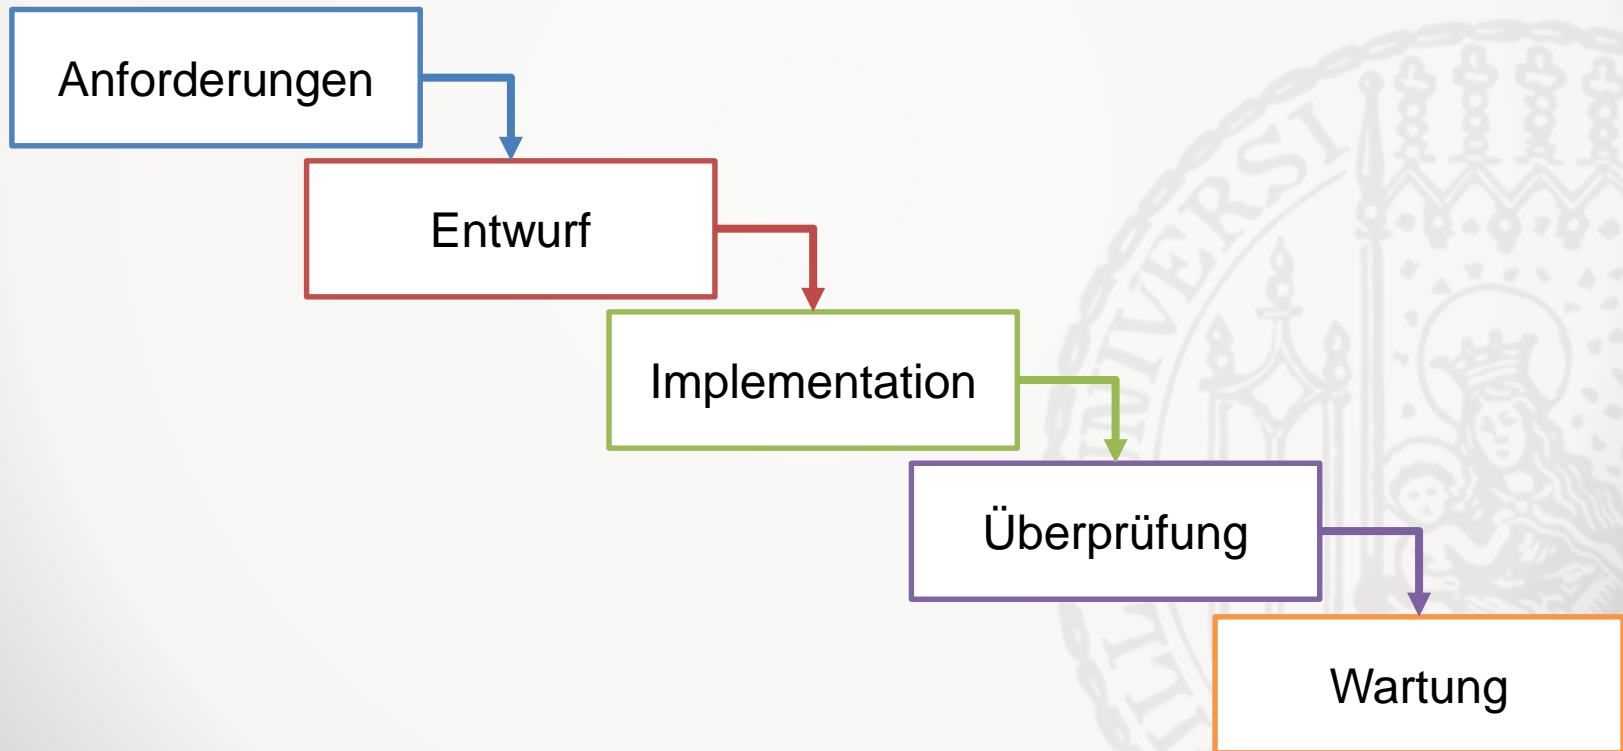 Anforderungen
Entwurf
Implementation
Überprüfung
Wartung